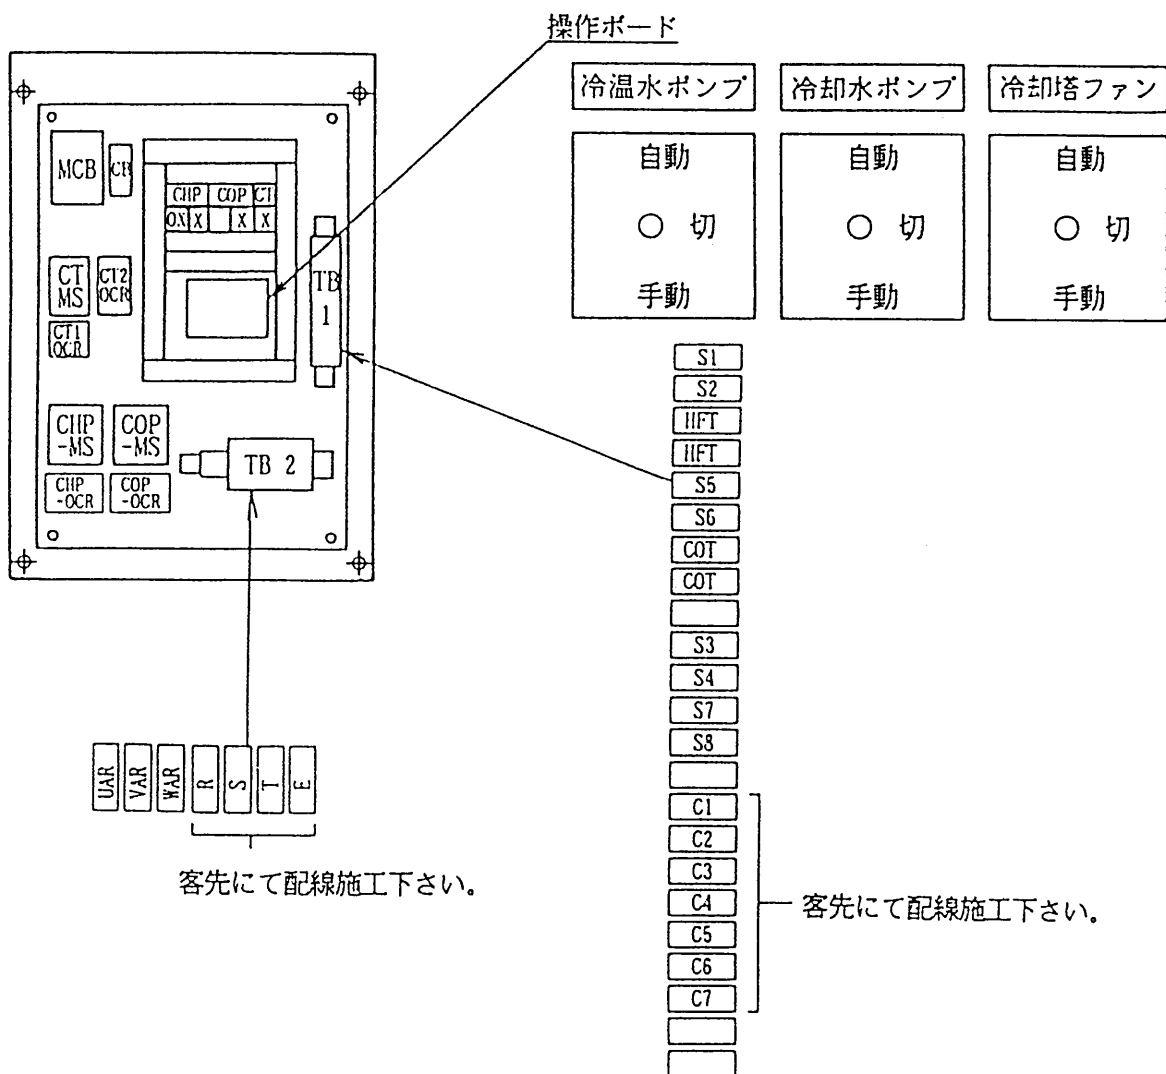 操作ボード
冷温水ポンプ
冷却水ポンプ
冷却塔ファン
自動
切
手動
自動
切
手動
自動
切
手動
MCB
CHP
COP
CT
X
X
X
TB
1
CT
MS
CT2
OCR
CT1
OCR
CHP
-MS
COP
-MS
CHP
-OCR
COP
-OCR
TB 2
S1
S2
HFT
HFT
S5
S6
COT
COT
S3
S4
S7
S8
C1
C2
C3
C4
C5
C6
C7
客先にて配線施工下さい。
UAR
VAR
WAR
R
S
T
E
客先にて配線施工下さい。